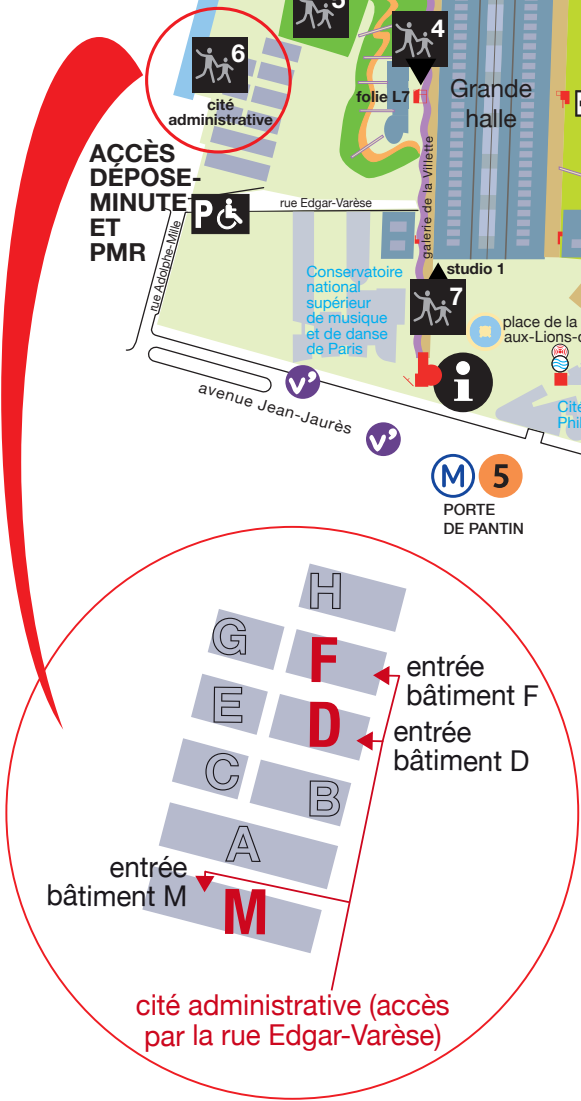 5
4
6
cité
administrative
folie L7
Grande
halle
ACCÈS
DÉPOSE-
MINUTE
ET
PMR
P
rue Edgar-Varèse
rue Adolphe-Mille
galerie de la Villette
studio 1
7
Conservatoire
national
supérieur
de musique
et de danse
de Paris
place de la
aux-Lions-
i
Cité
Phil
avenue Jean-Jaurès
v'
v'
M 5
PORTE
DE PANTIN
H
G
F
entrée
bâtiment F
E
D
entrée
bâtiment D
C
B
A
entrée
bâtiment M
M
cité administrative (accès
par la rue Edgar-Varèse)